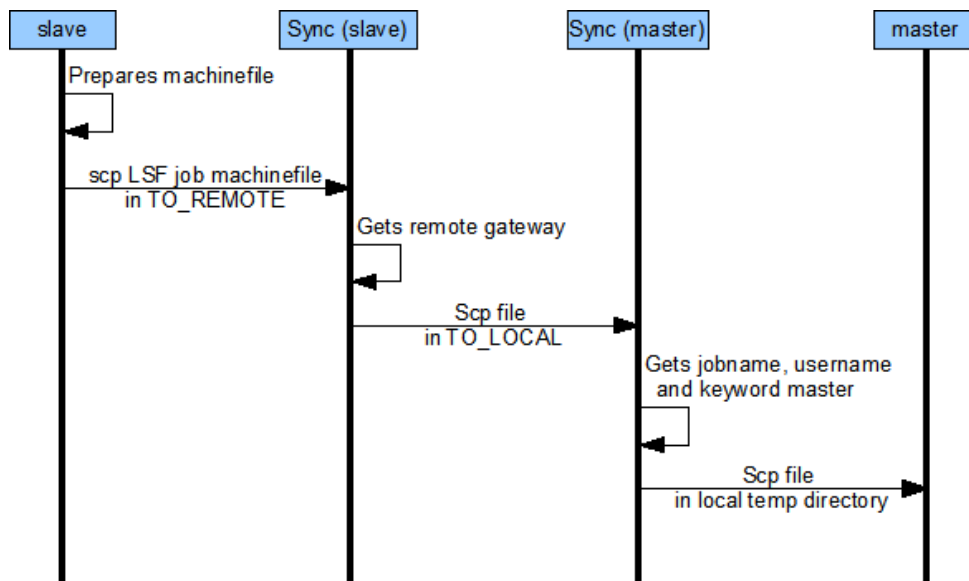 slave
Sync (slave)
Sync (master)
master
Prepares machinefile
scp LSF job machinefile
in TO_REMOTE
Gets remote gateway
Scp file
in TO_LOCAL
Gets jobname, username
and keyword master
Scp file
in local temp directory